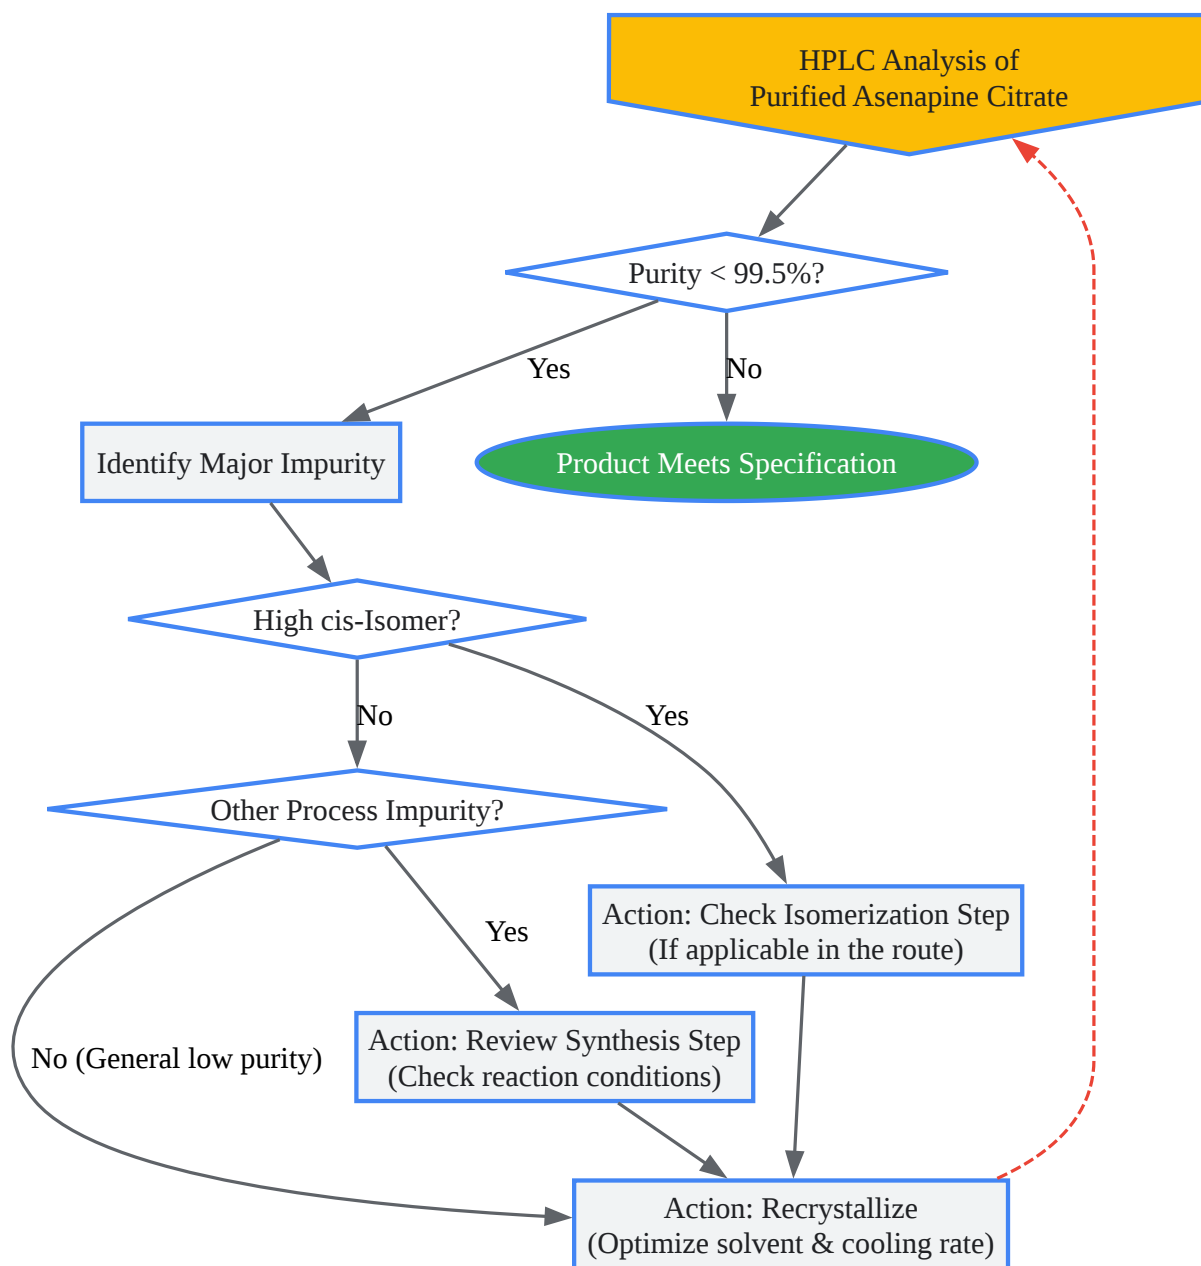 HPLC Analysis of
Purified Asenapine Citrate
Purity < 99.5%?
Yes
No
Identify Major Impurity
Product Meets Specification
High cis-Isomer?
No
Yes
Other Process Impurity?
Action: Check Isomerization Step
(If applicable in the route)
Yes
Action: Review Synthesis Step
(Check reaction conditions)
No (General low purity)
Action: Recrystallize
(Optimize solvent & cooling rate)